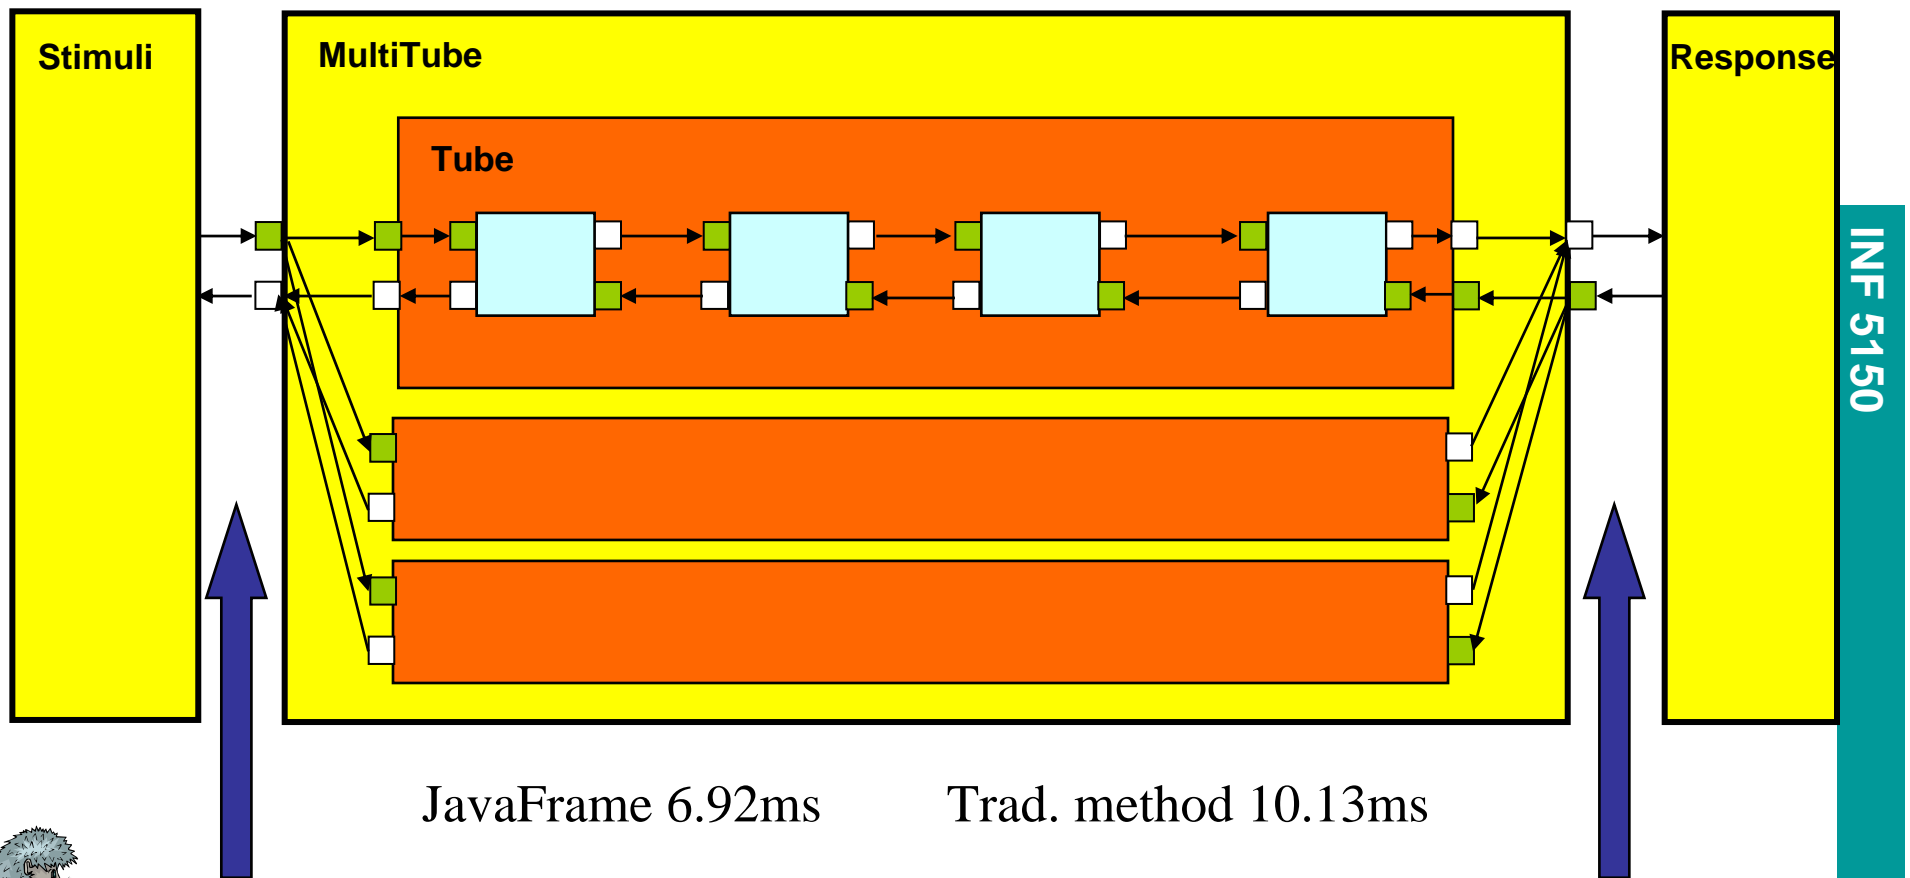 Stimuli
MultiTube
Response
Tube
INF 5150
JavaFrame 6.92ms
Trad. method 10.13ms